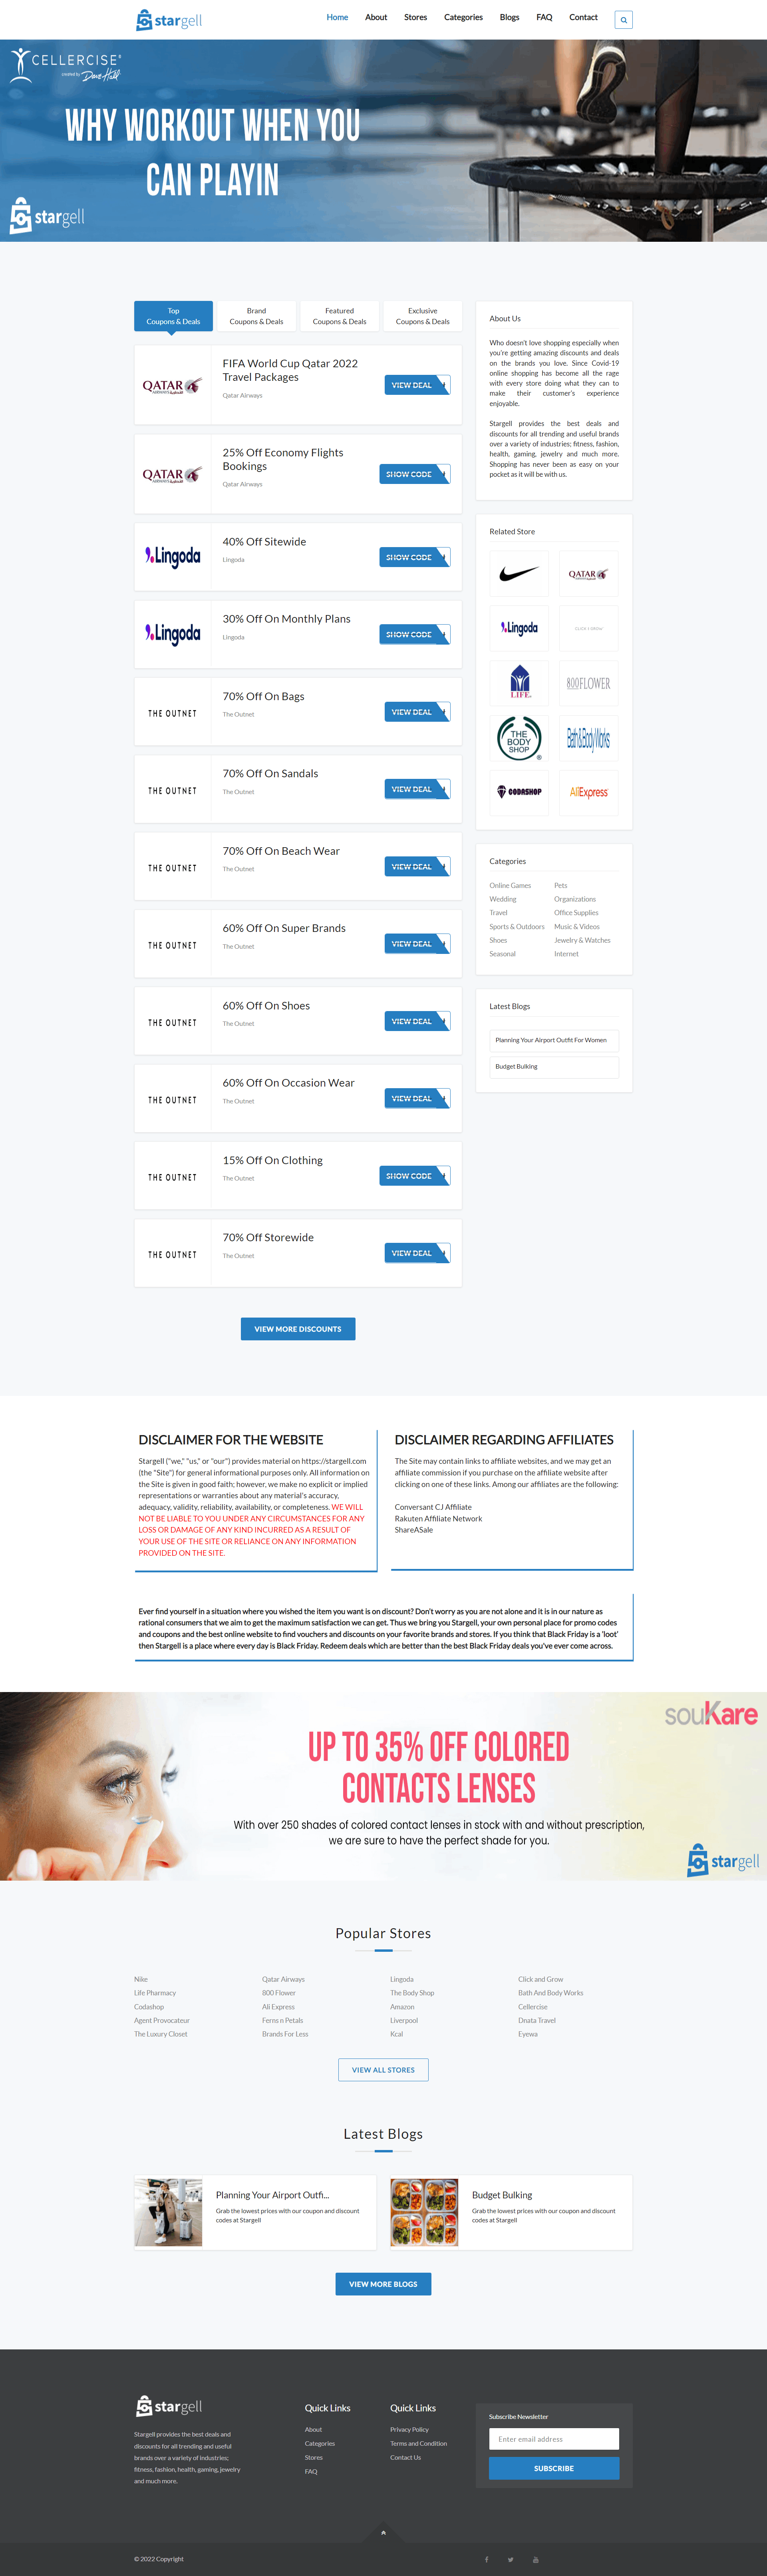 stargell
Home About Stores Categories Blogs FAQ Contact
CELLERCISE®
created by Dave Hall
WHY WORKOUT WHEN YOU
CAN PLAYIN
stargell
Top
Coupons & Deals
Brand
Coupons & Deals
Featured
Coupons & Deals
Exclusive
Coupons & Deals
QATAR
AIRWAYS
FIFA World Cup Qatar 2022
Travel Packages
Qatar Airways
VIEW DEAL
QATAR
AIRWAYS
25% Off Economy Flights
Bookings
Qatar Airways
SHOW CODE
Lingoda
40% Off Sitewide
Lingoda
SHOW CODE
Lingoda
30% Off On Monthly Plans
Lingoda
SHOW CODE
THE OUTNET
70% Off On Bags
The Outnet
VIEW DEAL
THE OUTNET
70% Off On Sandals
The Outnet
VIEW DEAL
THE OUTNET
70% Off On Beach Wear
The Outnet
VIEW DEAL
THE OUTNET
60% Off On Super Brands
The Outnet
VIEW DEAL
THE OUTNET
60% Off On Shoes
The Outnet
VIEW DEAL
THE OUTNET
60% Off On Occasion Wear
The Outnet
VIEW DEAL
THE OUTNET
15% Off On Clothing
The Outnet
SHOW CODE
THE OUTNET
70% Off Storewide
The Outnet
VIEW DEAL
VIEW MORE DISCOUNTS
About Us
Who doesn't love shopping especially when
you're getting amazing discounts and deals
on the brands you love. Since Covid-19
online shopping has become all the rage
with every store doing what they can to
make their customer's experience
enjoyable.
Stargell provides the best deals and
discounts for all trending and useful brands
over a variety of industries; fitness, fashion,
health, gaming, jewelry and much more.
Shopping has never been as easy on your
pocket as it will be with us.
Related Store
QATAR
Lingoda
CLICK & GROW
LIFE
800FLOWER
THE
BODY
SHOP
®
Bath&BodyWorks
CODASHOP
AliExpress
Categories
Online Games Pets
Wedding Organizations
Travel Office Supplies
Sports & Outdoors Music & Videos
Shoes Jewelry & Watches
Seasonal Internet
Latest Blogs
Planning Your Airport Outfit For Women
Budget Bulking
DISCLAIMER FOR THE WEBSITE
Stargell ("we," "us," or "our") provides material on https://stargell.com
(the "Site") for general informational purposes only. All information on
the Site is given in good faith; however, we make no explicit or implied
representations or warranties about any material's accuracy,
adequacy, validity, reliability, availability, or completeness. WE WILL
NOT BE LIABLE TO YOU UNDER ANY CIRCUMSTANCES FOR ANY
LOSS OR DAMAGE OF ANY KIND INCURRED AS A RESULT OF
YOUR USE OF THE SITE OR RELIANCE ON ANY INFORMATION
PROVIDED ON THE SITE.
DISCLAIMER REGARDING AFFILIATES
The Site may contain links to affiliate websites, and we may get an
affiliate commission if you purchase on the affiliate website after
clicking on one of these links. Among our affiliates are the following:
Conversant CJ Affiliate
Rakuten Affiliate Network
ShareASale
Ever find yourself in a situation where you wished the item you want is on discount? Don't worry as you are not alone and it is in our nature as
rational consumers that we aim to get the maximum satisfaction we can get. Thus we bring you Stargell, your own personal place for promo codes
and coupons and the best online website to find vouchers and discounts on your favorite brands and stores. If you think that Black Friday is a 'loot'
then Stargell is a place where every day is Black Friday. Redeem deals which are better than the best Black Friday deals you've ever come across.
souKare
UP TO 35% OFF COLORED
CONTACTS LENSES
With over 250 shades of colored contact lenses in stock with and without prescription,
we are sure to have the perfect shade for you.
stargell
Popular Stores
Nike Qatar Airways Lingoda Click and Grow
Life Pharmacy 800 Flower The Body Shop Bath And Body Works
Codashop Ali Express Amazon Cellercise
Agent Provocateur Ferns n Petals Liverpool Dnata Travel
The Luxury Closet Brands For Less Kcal Eyewa
VIEW ALL STORES
Latest Blogs
Planning Your Airport Outfi...
Grab the lowest prices with our coupon and discount
codes at Stargell
Budget Bulking
Grab the lowest prices with our coupon and discount
codes at Stargell
VIEW MORE BLOGS
stargell
Stargell provides the best deals and
discounts for all trending and useful
brands over a variety of industries;
fitness, fashion, health, gaming, jewelry
and much more.
Quick Links
About
Categories
Stores
FAQ
Quick Links
Privacy Policy
Terms and Condition
Contact Us
Subscribe Newsletter
Enter email address
SUBSCRIBE
© 2022 Copyright